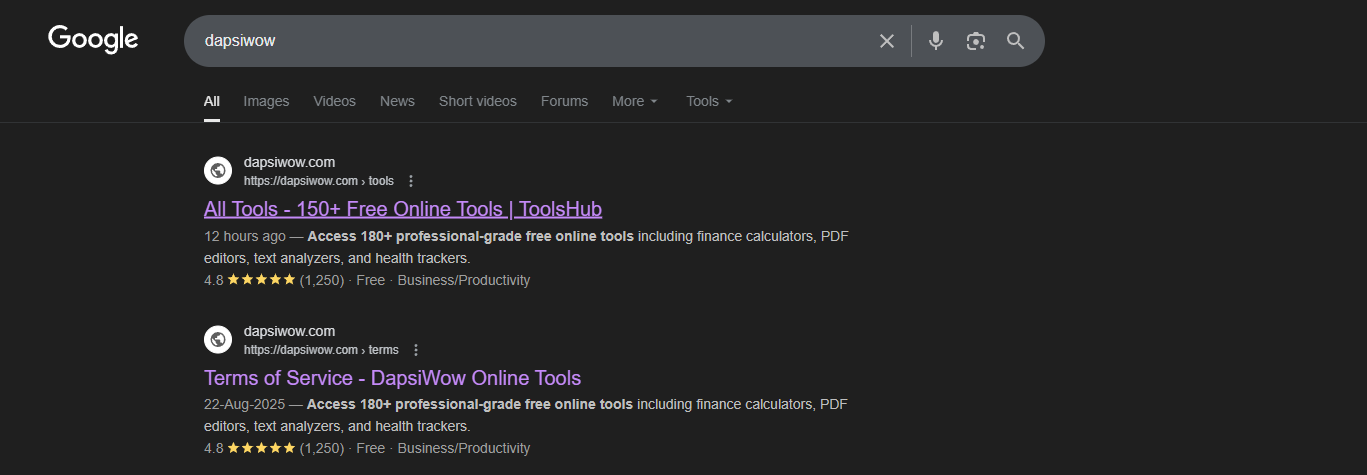 Google
dapsiwow
All Images Videos News Short videos Forums More Tools
dapsiwow.com
https://dapsiwow.com › tools
All Tools - 150+ Free Online Tools | ToolsHub
12 hours ago — Access 180+ professional-grade free online tools including finance calculators, PDF
editors, text analyzers, and health trackers.
4.8 ★★★★★ (1,250) · Free · Business/Productivity
dapsiwow.com
https://dapsiwow.com › terms
Terms of Service - DapsiWow Online Tools
22-Aug-2025 — Access 180+ professional-grade free online tools including finance calculators, PDF
editors, text analyzers, and health trackers.
4.8 ★★★★★ (1,250) · Free · Business/Productivity